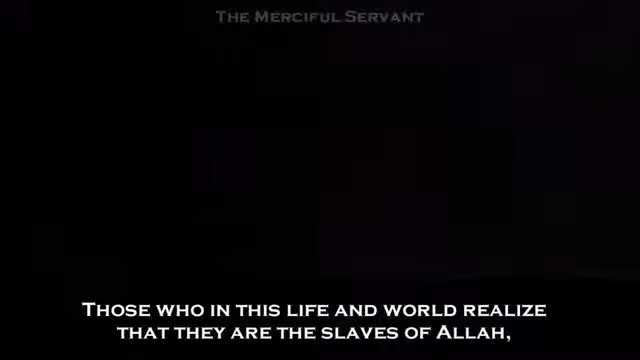 The Merciful Servant
Those who in this life and world realize
that they are the slaves of Allah,